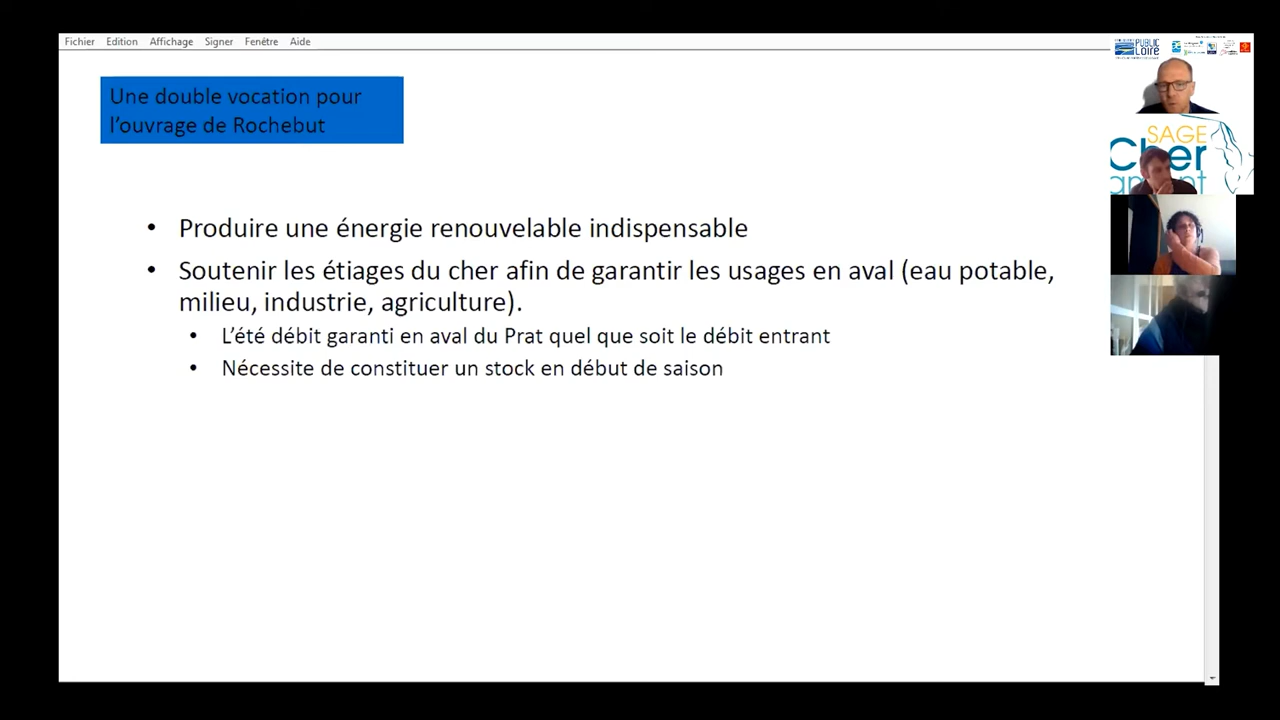 Fichier Edition Affichage Signer Fenêtre Aide
PUBLIC
Loire
Une double vocation pour
l’ouvrage de Rochebut
SAGE
Cher
• Produire une énergie renouvelable indispensable
• Soutenir les étiages du cher afin de garantir les usages en aval (eau potable,
milieu, industrie, agriculture).
• L’été débit garanti en aval du Prat quel que soit le débit entrant
• Nécessite de constituer un stock en début de saison